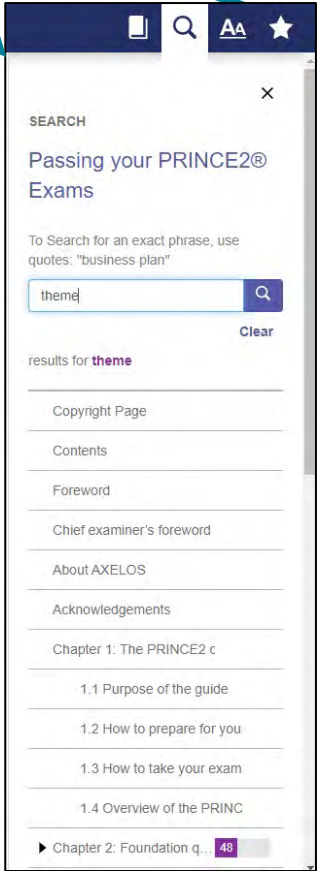 AA
SEARCH
Passing your PRINCE2®
Exams
To Search for an exact phrase, use
quotes: "business plan"
theme
Clear
results for theme
Copyright Page
Contents
Foreword
Chief examiner's foreword
About AXELOS
Acknowledgements
Chapter 1: The PRINCE2 c
1.1 Purpose of the guide
1.2 How to prepare for you
1.3 How to take your exam
1.4 Overview of the PRINC
Chapter 2: Foundation q... 48